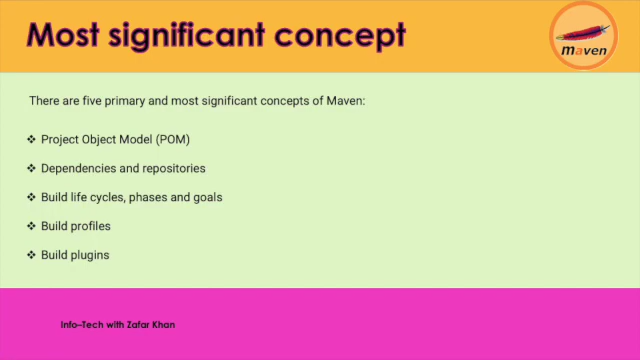 Most significant concept
maven
There are five primary and most significant concepts of Maven:
❖ Project Object Model (POM)
❖ Dependencies and repositories
❖ Build life cycles, phases and goals
❖ Build profiles
❖ Build plugins
Info–Tech with Zafar Khan